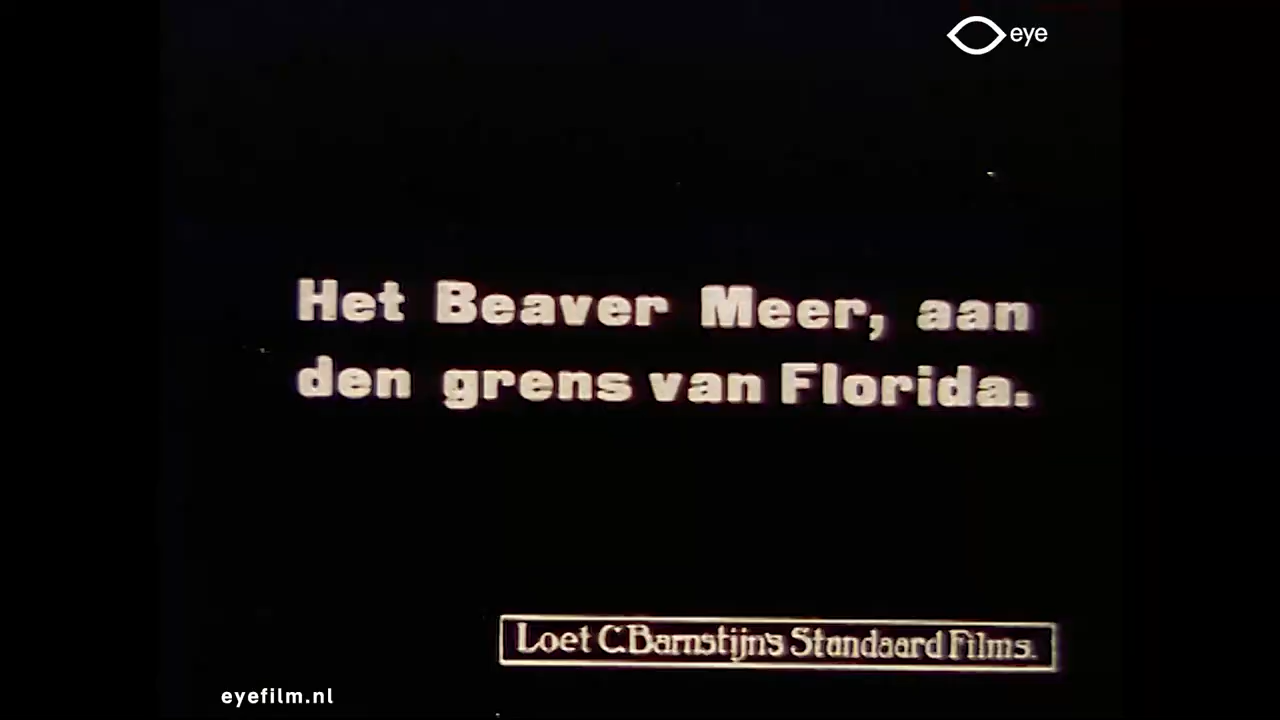 eye
Het Beaver Meer, aan
den grens van Florida.
Loet C. Barnstijn's Standaard Films.
eyefilm.nl